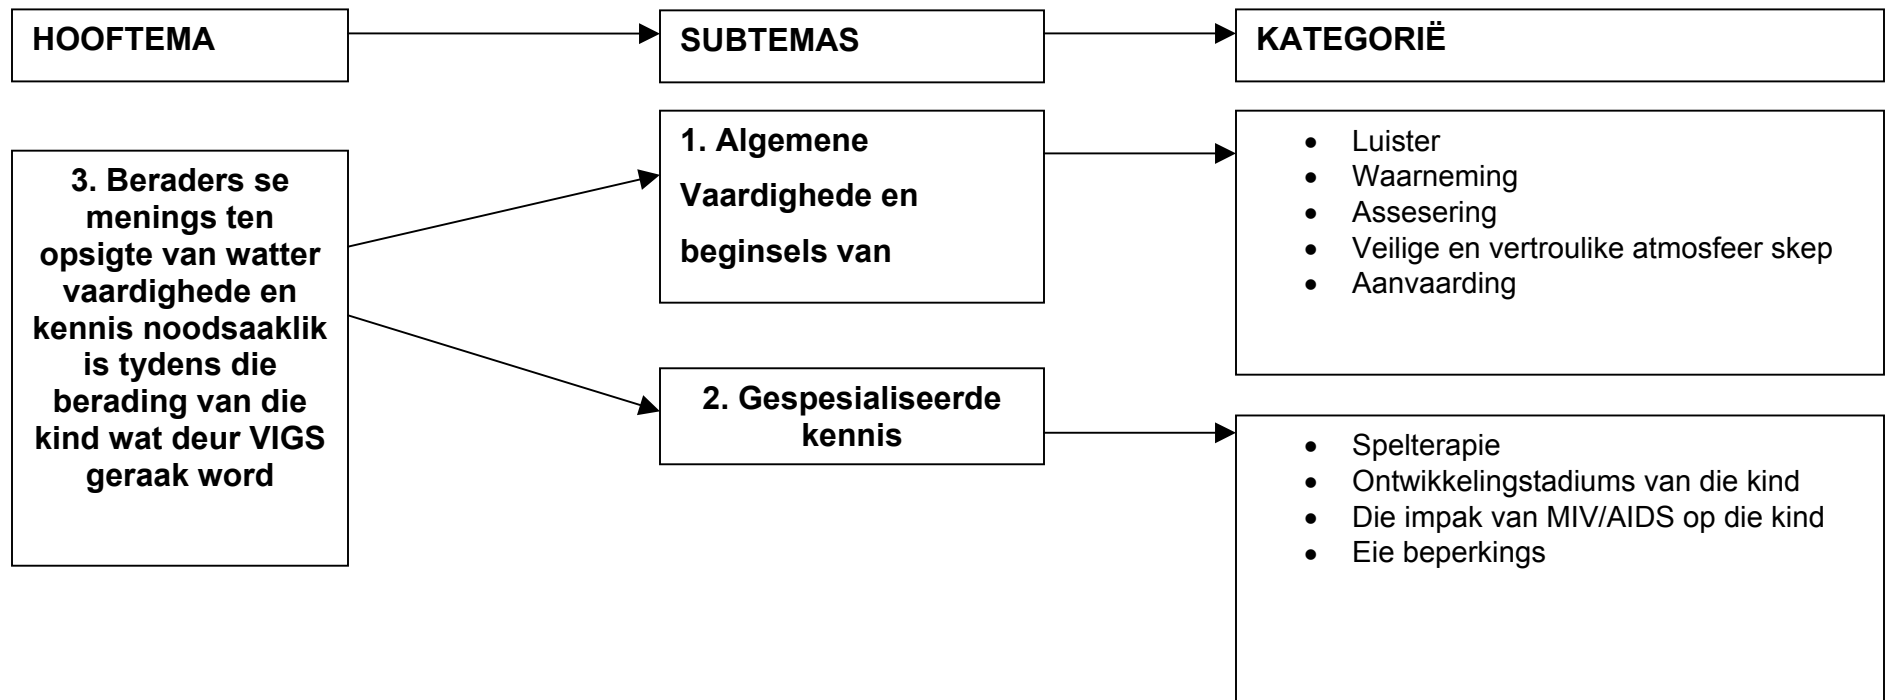 HOOFTEMA
SUBTEMAS
KATEGORIË
3. Beraders se
menings ten
opsigte van watter
vaardighede en
kennis noodsaaklik
is tydens die
berading van die
kind wat deur VIGS
geraak word
1. Algemene
Vaardighede en
beginsels van
• Luister
• Waarneming
• Assesering
• Veilige en vertroulike atmosfeer skep
• Aanvaarding
2. Gespesialiseerde
kennis
• Spelterapie
• Ontwikkelingstadiums van die kind
• Die impak van MIV/AIDS op die kind
• Eie beperkings